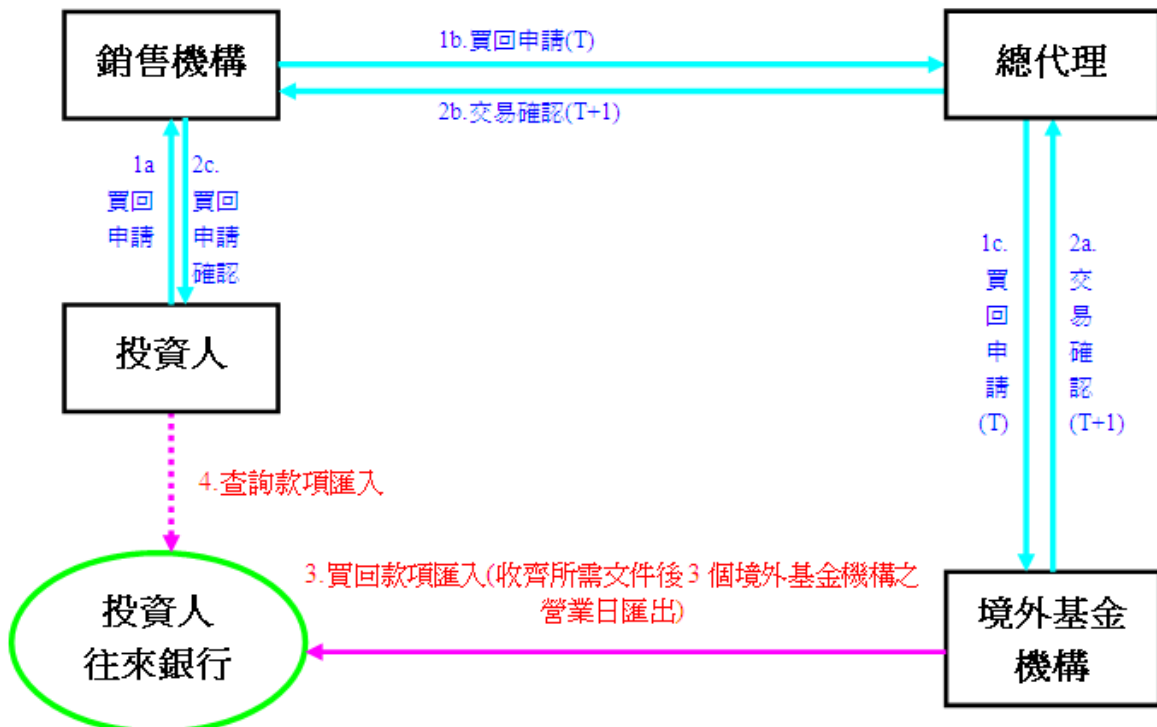 銷售機構
1b.買回申請(T)
2b.交易確認(T+1)
總代理
1a
買回
申請
2c.
買回
申請
確認
1c.
買
回
申
請
(T)
2a.
交
易
確
認
(T+1)
投資人
4.查詢款項匯入
3.買回款項匯入(收齊所需文件後3個境外基金機構之
營業日匯出)
投資人
往來銀行
境外基金
機構